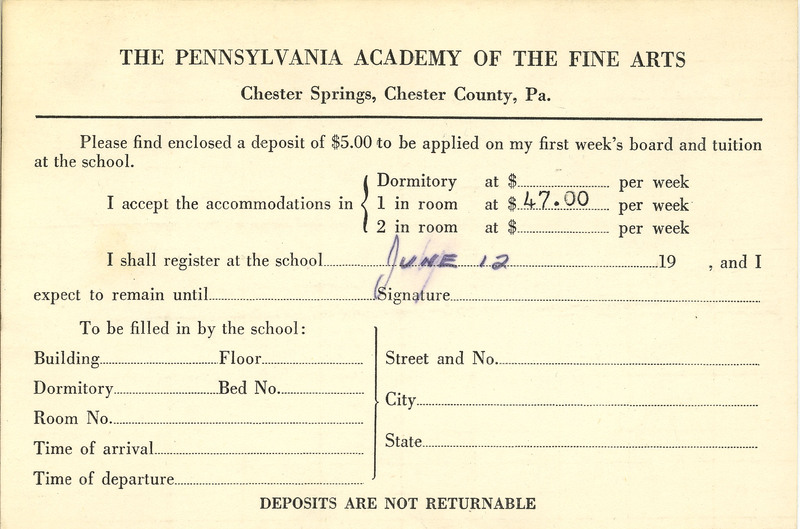 THE PENNSYLVANIA ACADEMY OF THE FINE ARTS
Chester Springs, Chester County, Pa.
Please find enclosed a deposit of $5.00 to be applied on my first week's board and tuition
at the school.
I accept the accommodations in
Dormitory at $ per week
1 in room at $ 47.00 per week
2 in room at $ per week
I shall register at the school JUNE 12 19 , and I
expect to remain until Signature
To be filled in by the school:
Building Floor
Dormitory Bed No.
Room No.
Time of arrival
Time of departure
Street and No.
City
State
DEPOSITS ARE NOT RETURNABLE